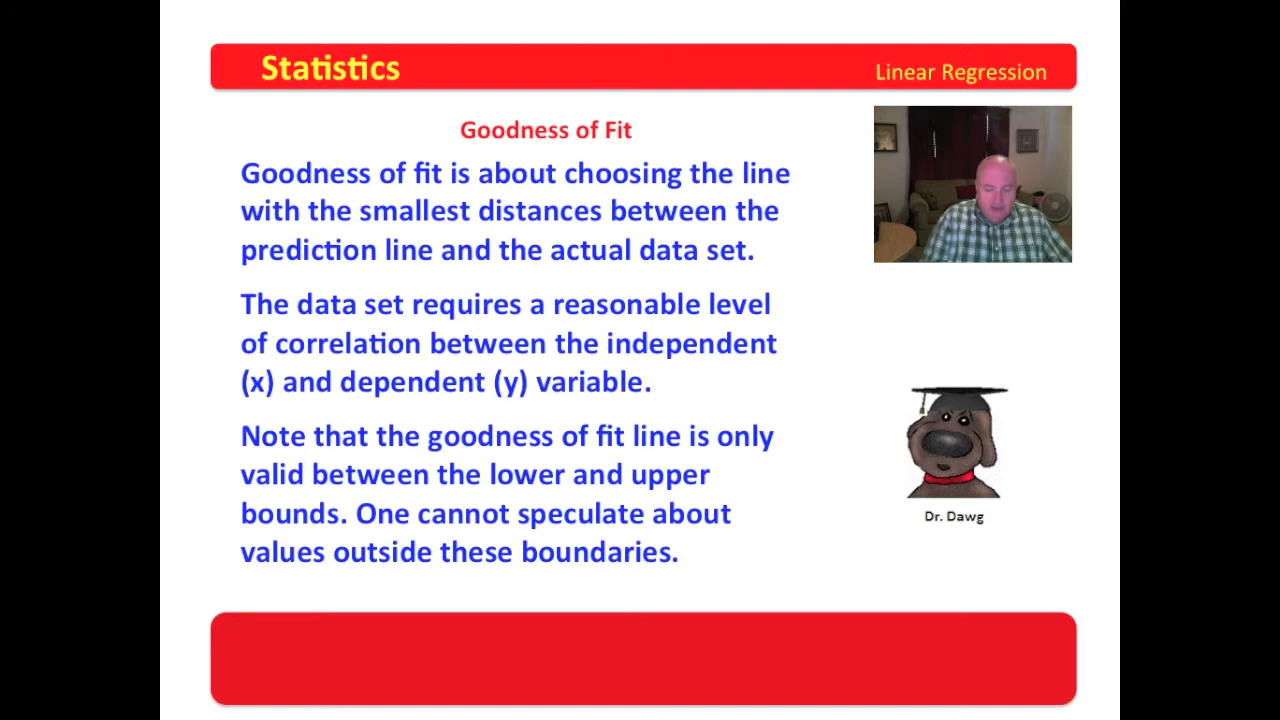 Statistics
Linear Regression
Goodness of Fit
Goodness of fit is about choosing the line
with the smallest distances between the
prediction line and the actual data set.
The data set requires a reasonable level
of correlation between the independent
(x) and dependent (y) variable.
Note that the goodness of fit line is only
valid between the lower and upper
bounds. One cannot speculate about
values outside these boundaries.
Dr. Dawg